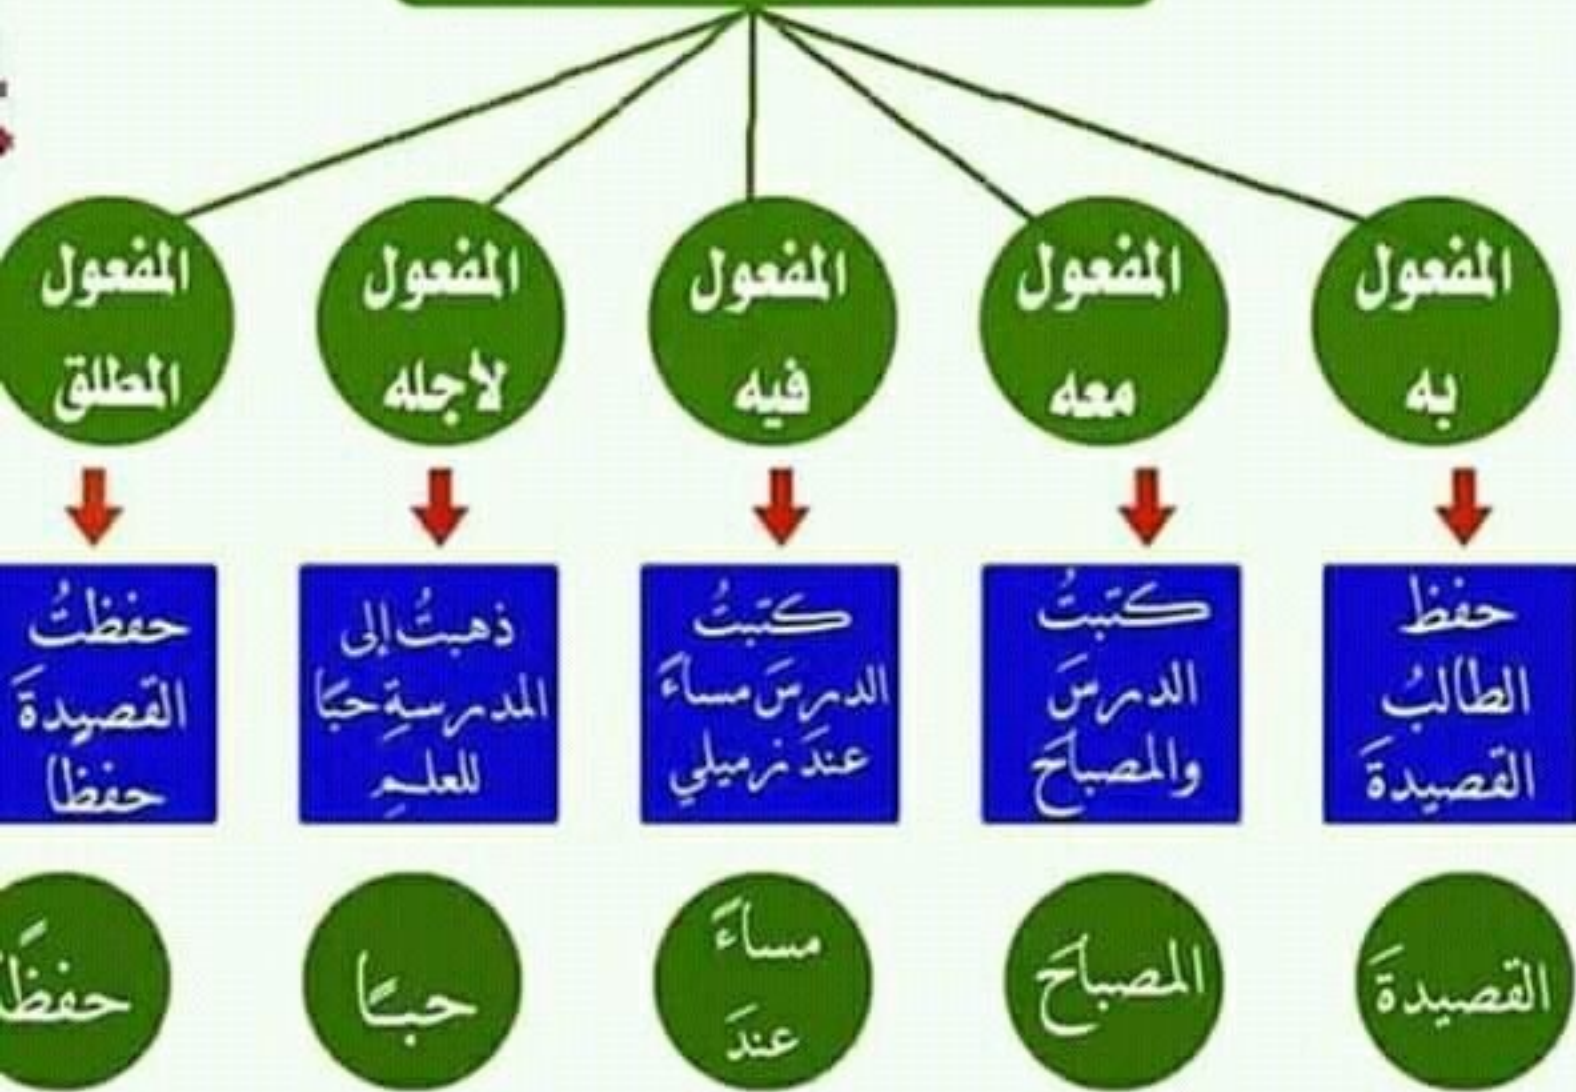 المفعول
به
المفعول
معه
المفعول
فيه
المفعول
لأجله
المفعول
المطلق
حفظ
الطالبُ
القصيدةَ
كتبتُ
الدرسَ
والمصباحَ
كتبتُ
الدرسَ مساءً
عندَ زميلي
ذهبتُ إلى
المدرسةِ حبًا
للعلمِ
حفظتُ
القصيدةَ
حفظا
القصيدةَ
المصباحَ
مساءً
عندَ
حبًا